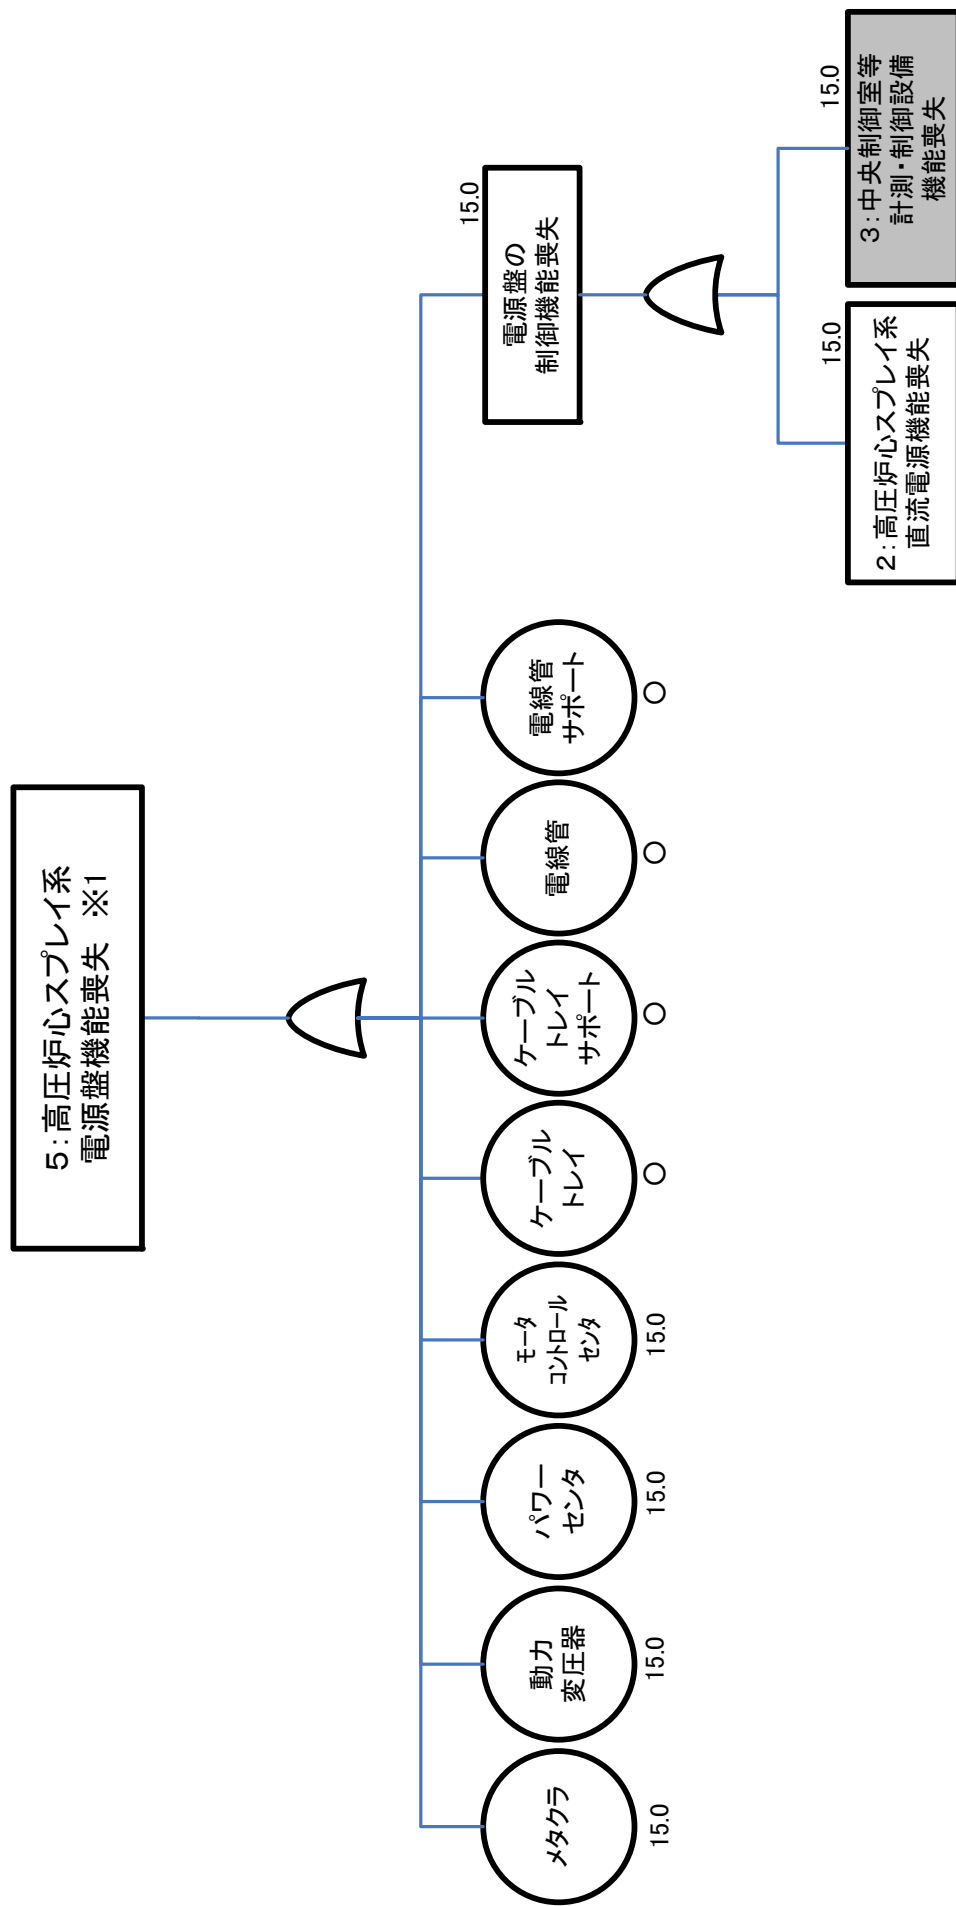 5:高圧炉心スプレイ系
電源盤機能喪失 ※1
メタクラ
15.0
動力
変圧器
15.0
パワー
センタ
15.0
モータ
コントロール
センタ
15.0
ケーブル
トレイ
○
ケーブル
トレイ
サポート
○
電線管
○
電線管
サポート
○
15.0
電源盤の
制御機能喪失
15.0
2:高圧炉心スプレイ系
直流電源機能喪失
15.0
3:中央制御室等
計測・制御設備
機能喪失